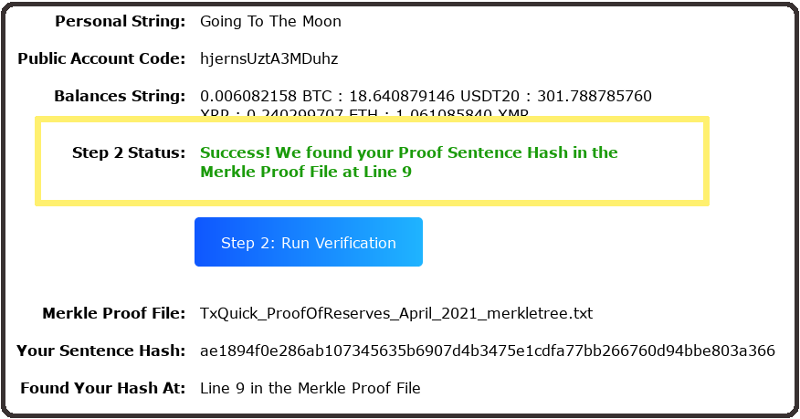 Personal String: Going To The Moon
Public Account Code: hjernsUztA3MDuhz
Balances String: 0.006082158 BTC : 18.640879146 USDT20 : 301.788785760
XRP : 0.240299707 ETH : 1.061085840 XMR
Step 2 Status: Success! We found your Proof Sentence Hash in the
Merkle Proof File at Line 9
Step 2: Run Verification
Merkle Proof File: TxQuick_ProofOfReserves_April_2021_merkletree.txt
Your Sentence Hash: ae1894f0e286ab107345635b6907d4b3475e1cdfa77bb266760d94bbe803a366
Found Your Hash At: Line 9 in the Merkle Proof File